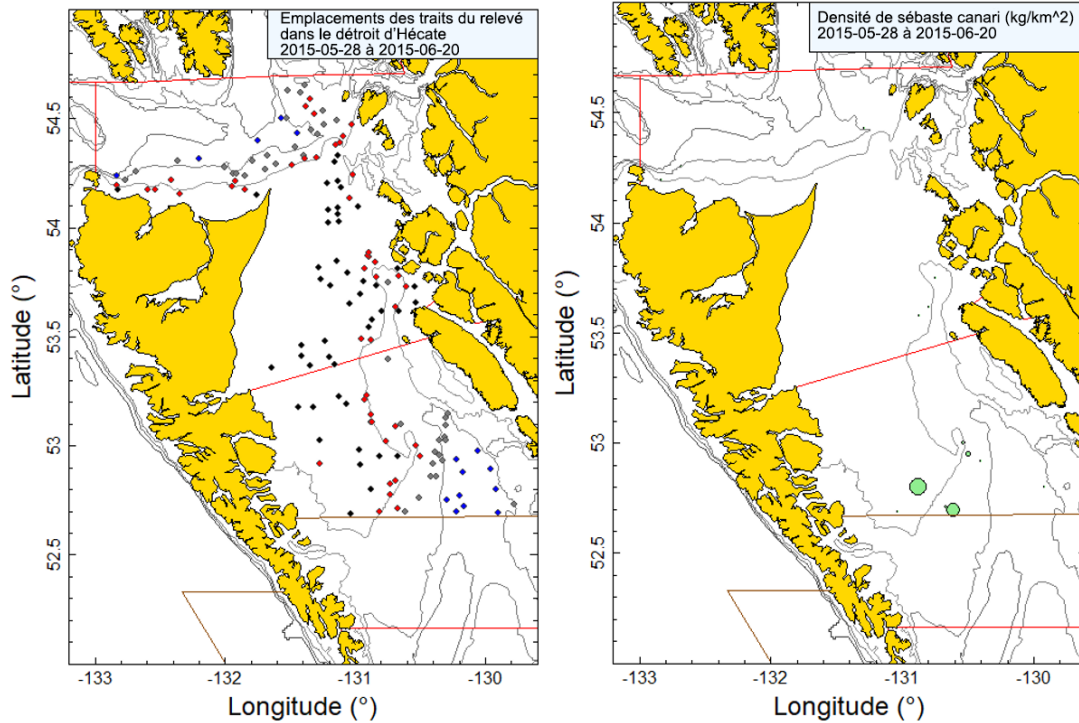 Emplacements des traits du relevé
dans le détroit d'Hécate
2015-05-28 à 2015-06-20
Latitude (°)
54.5
54
53.5
53
52.5
-133
-132
-131
-130
Longitude (°)
Densité de sébaste canari (kg/km^2)
2015-05-28 à 2015-06-20
Latitude (°)
54.5
54
53.5
53
52.5
-133
-132
-131
-130
Longitude (°)